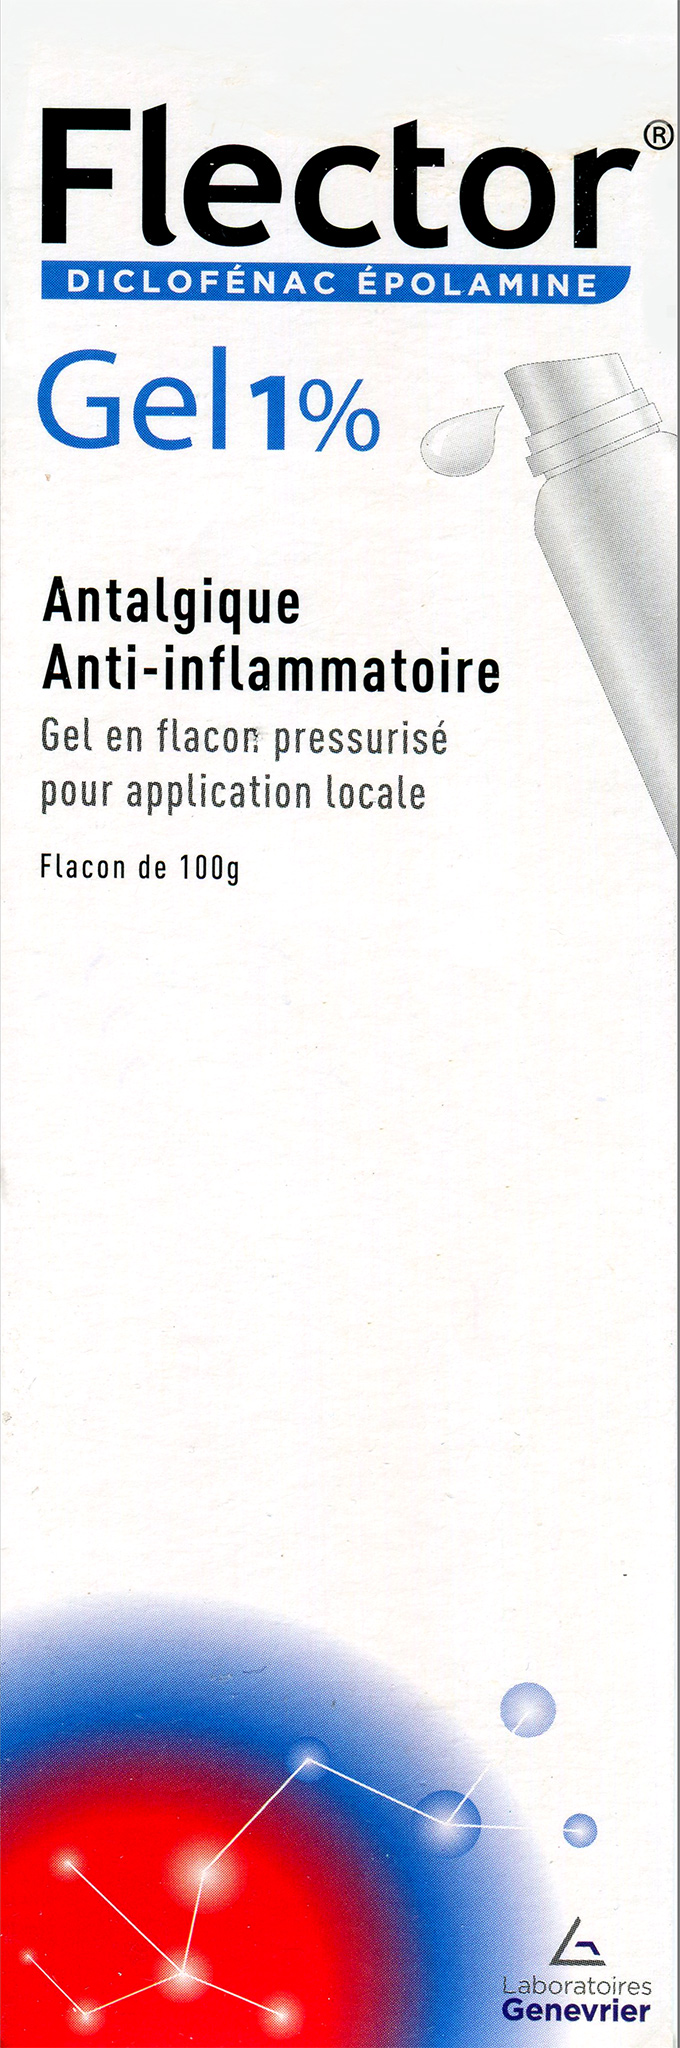 Flector®
DICLOFÉNAC ÉPOLAMINE
Gel 1%
Antalgique
Anti-inflammatoire
Gel en flacon pressurisé
pour application locale
Flacon de 100g
Laboratoires
Genevrier